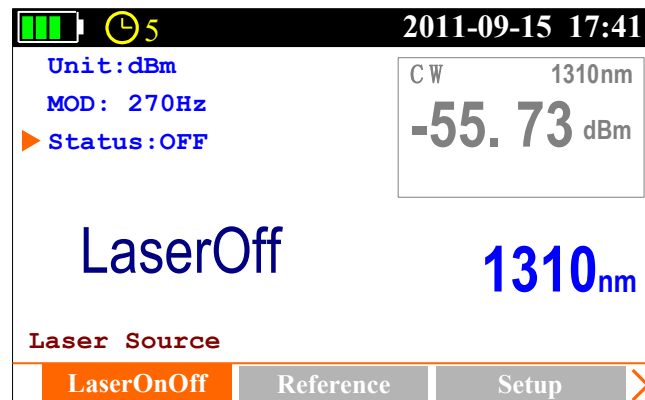 5 2011-09-15 17:41
Unit:dBm
MOD: 270Hz
Status:OFF
CW 1310nm
-55. 73 dBm
LaserOff
1310nm
Laser Source
LaserOnOff Reference Setup